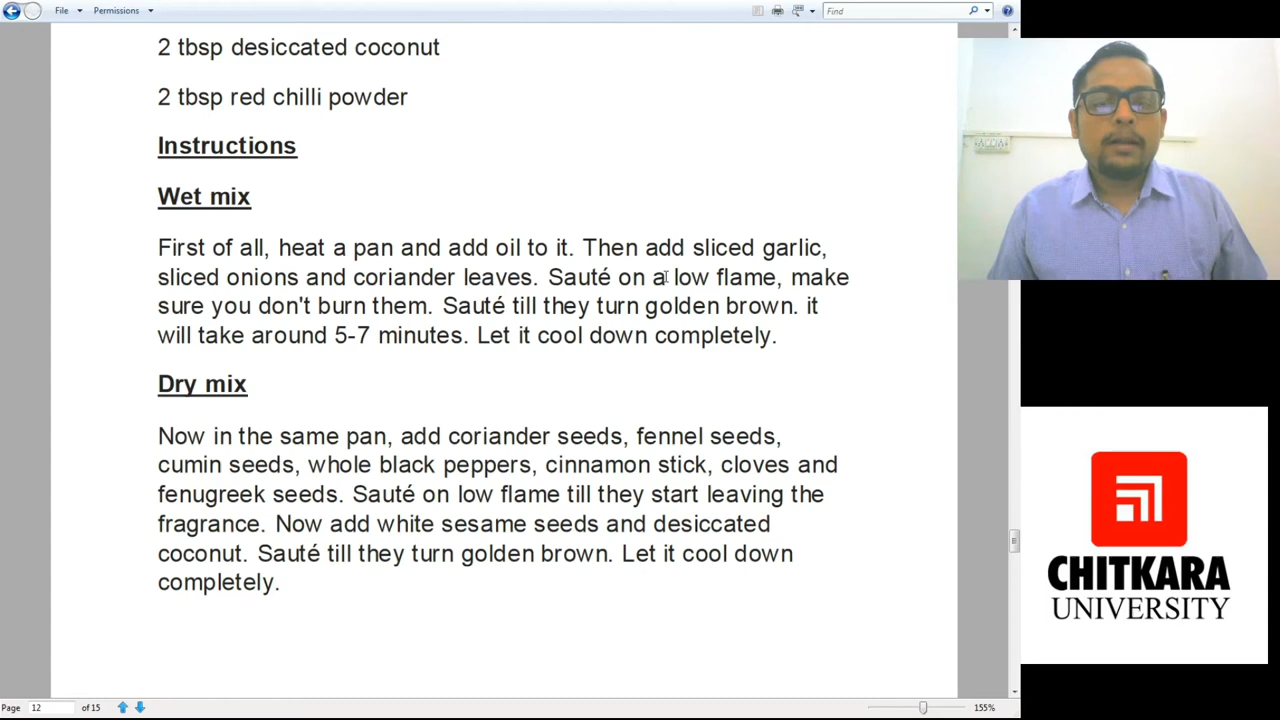 File
Permissions
Find
2 tbsp desiccated coconut
2 tbsp red chilli powder
Instructions
Wet mix
First of all, heat a pan and add oil to it. Then add sliced garlic,
sliced onions and coriander leaves. Sauté on a low flame, make
sure you don't burn them. Sauté till they turn golden brown. it
will take around 5-7 minutes. Let it cool down completely.
Dry mix
Now in the same pan, add coriander seeds, fennel seeds,
cumin seeds, whole black peppers, cinnamon stick, cloves and
fenugreek seeds. Sauté on low flame till they start leaving the
fragrance. Now add white sesame seeds and desiccated
coconut. Sauté till they turn golden brown. Let it cool down
completely.
CHITKARA
UNIVERSITY
Page 12 of 15
155%